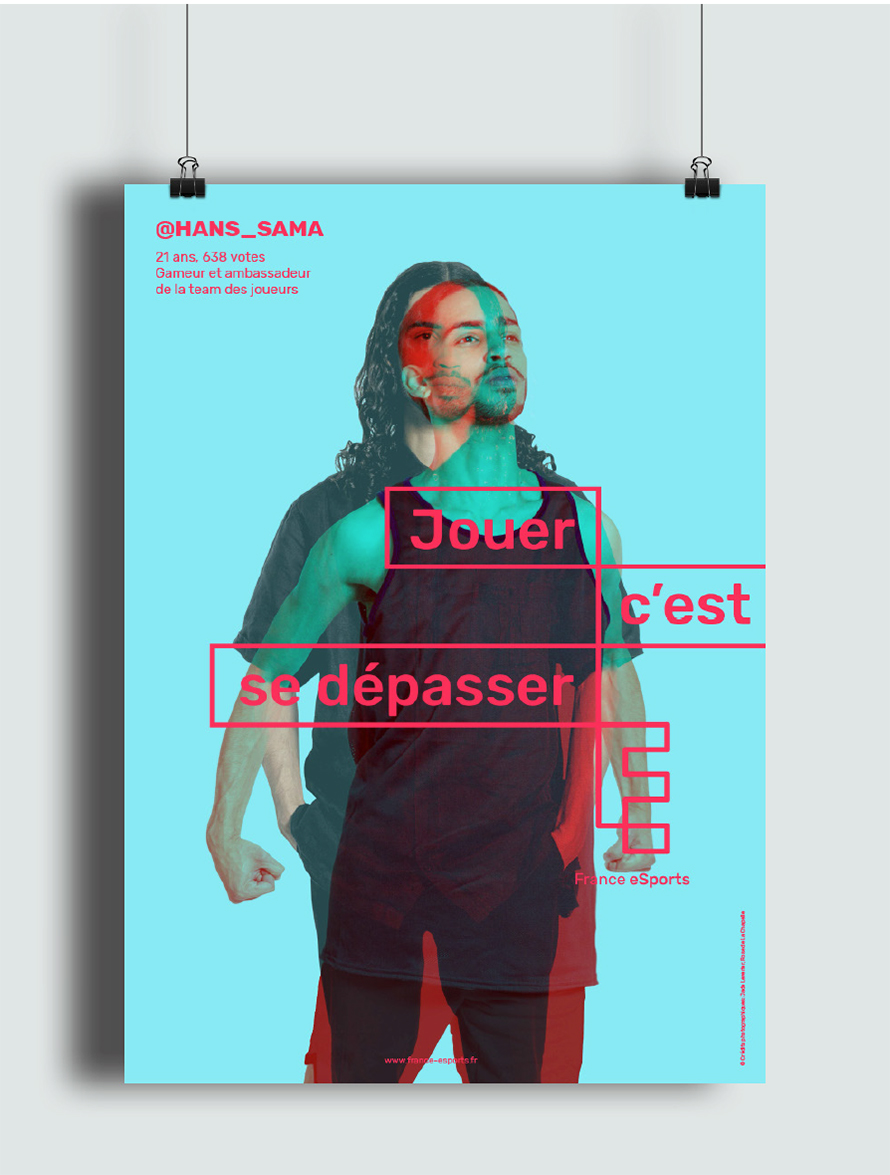 @HANS_SAMA
21 ans, 638 votes
Gameur et ambassadeur
de la team des joueurs
Jouer
c'est
se dépasser
France eSports
www.france-esports.fr